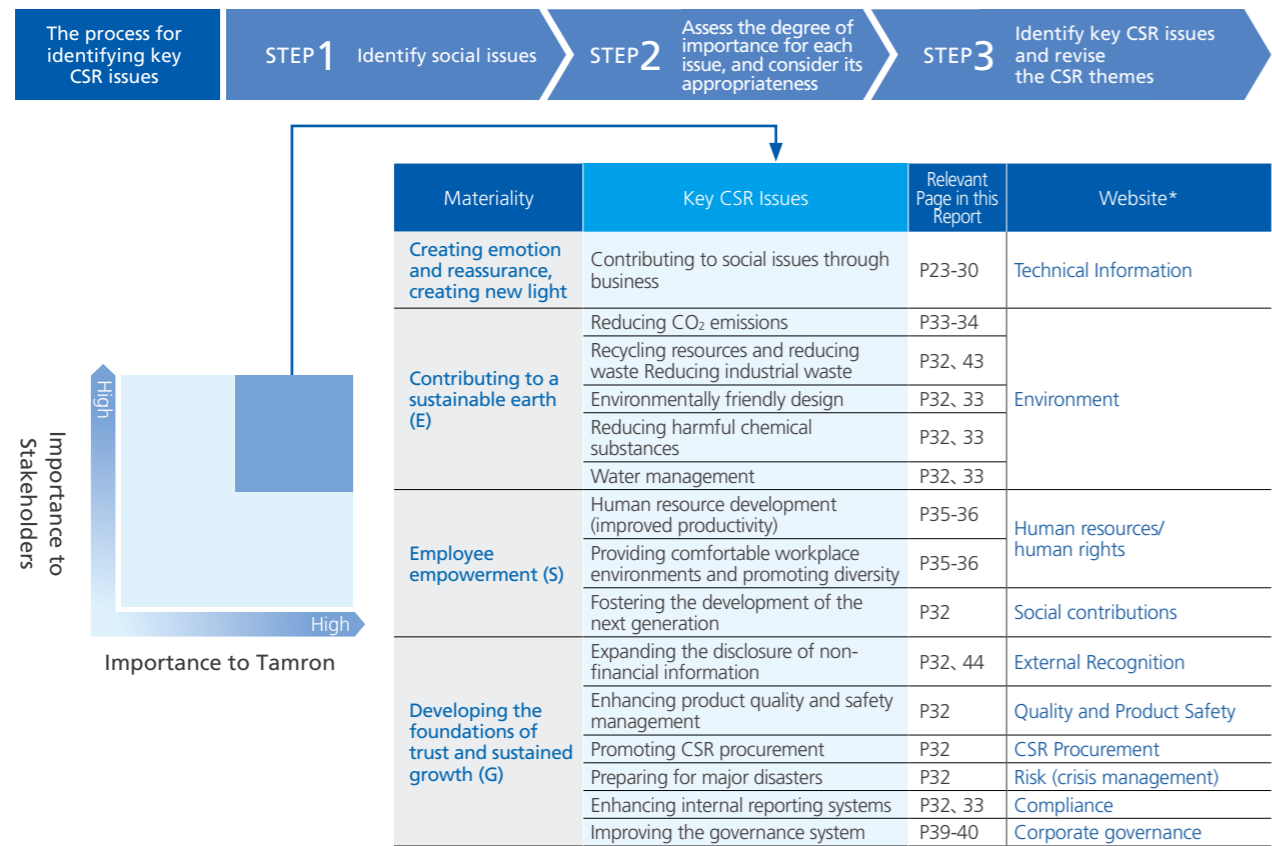 The process for
identifying key
CSR issues
STEP1 Identify social issues
STEP2
Assess the degree of
importance for each
issue, and consider its
appropriateness
STEP3
Identify key CSR issues
and revise
the CSR themes
Materiality
Key CSR Issues
Relevant
Page in this
Report
Website*
Creating emotion
and reassurance,
creating new light
Contributing to social issues through
business
P23-30
Technical Information
Contributing to a
sustainable earth
(E)
Reducing CO₂ emissions
P33-34
Recycling resources and reducing
waste Reducing industrial waste
P32、43
Environmentally friendly design
P32、33
Reducing harmful chemical
substances
P32、33
Water management
P32、33
Environment
Employee
empowerment (S)
Human resource development
(improved productivity)
P35-36
Providing comfortable workplace
environments and promoting diversity
P35-36
Human resources/
human rights
Fostering the development of the
next generation
P32
Social contributions
Developing the
foundations of
trust and sustained
growth (G)
Expanding the disclosure of non-
financial information
P32、44
External Recognition
Enhancing product quality and safety
management
P32
Quality and Product Safety
Promoting CSR procurement
P32
CSR Procurement
Preparing for major disasters
P32
Risk (crisis management)
Enhancing internal reporting systems
P32、33
Compliance
Improving the governance system
P39-40
Corporate governance
High
Importance to
Stakeholders
High
Importance to Tamron